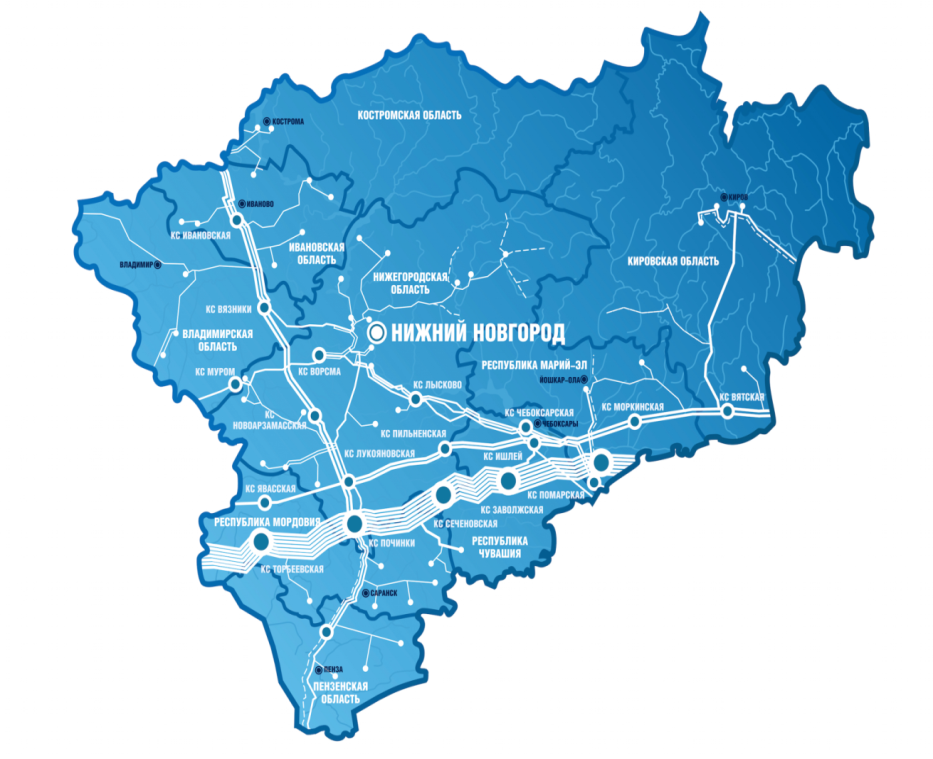 КОСТРОМА
КОСТРОМСКАЯ ОБЛАСТЬ
КИРОВ
ИВАНОВО
КС ИВАНОВСКАЯ
ИВАНОВСКАЯ
ОБЛАСТЬ
ВЛАДИМИР
КИРОВСКАЯ ОБЛАСТЬ
НИЖЕГОРОДСКАЯ
ОБЛАСТЬ
КС ВЯЗНИКИ
НИЖНИЙ НОВГОРОД
ВЛАДИМИРСКАЯ
ОБЛАСТЬ
РЕСПУБЛИКА МАРИЙ-ЭЛ
КС МУРОМ
КС ВОРСМА
ЙОШКАР-ОЛА
КС ЛЫСКОВО
КС ВЯТСКАЯ
КС МОРКИНСКАЯ
КС ЧЕБОКСАРСКАЯ
КС
НОВОАРЗАМАССКАЯ
ЧЕБОКСАРЫ
КС ПИЛЬНЕНСКАЯ
КС ЛУКОЯНОВСКАЯ
КС ИШЛЕЙ
КС ЯВАССКАЯ
КС ПОМАРСКАЯ
КС ЗАВОЛЖСКАЯ
РЕСПУБЛИКА МОРДОВИЯ
КС СЕЧЕНОВСКАЯ
КС ПОЧИНКИ
РЕСПУБЛИКА
ЧУВАШИЯ
КС ТОРБЕЕВСКАЯ
САРАНСК
ПЕНЗА
ПЕНЗЕНСКАЯ
ОБЛАСТЬ